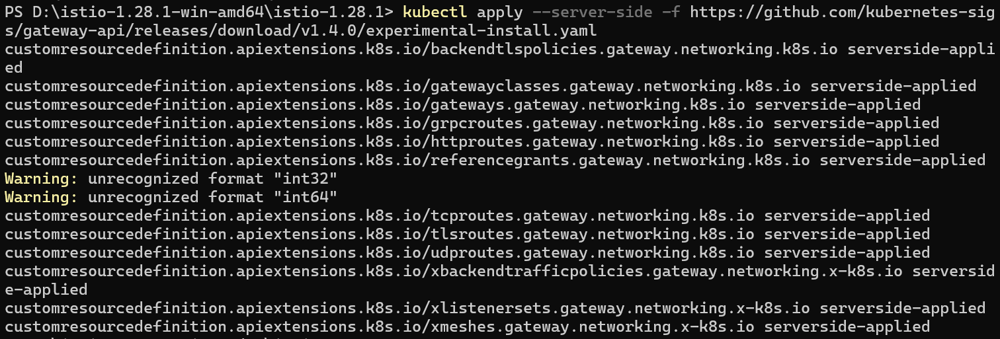 PS D:\istio-1.28.1-win-amd64\istio-1.28.1> kubectl apply --server-side -f https://github.com/kubernetes-sig
s/gateway-api/releases/download/v1.4.0/experimental-install.yaml
customresourcedefinition.apiextensions.k8s.io/backendtlspolicies.gateway.networking.k8s.io serverside-appli
ed
customresourcedefinition.apiextensions.k8s.io/gatewayclasses.gateway.networking.k8s.io serverside-applied
customresourcedefinition.apiextensions.k8s.io/gateways.gateway.networking.k8s.io serverside-applied
customresourcedefinition.apiextensions.k8s.io/grpcroutes.gateway.networking.k8s.io serverside-applied
customresourcedefinition.apiextensions.k8s.io/httproutes.gateway.networking.k8s.io serverside-applied
customresourcedefinition.apiextensions.k8s.io/referencegrants.gateway.networking.k8s.io serverside-applied
Warning: unrecognized format "int32"
Warning: unrecognized format "int64"
customresourcedefinition.apiextensions.k8s.io/tcproutes.gateway.networking.k8s.io serverside-applied
customresourcedefinition.apiextensions.k8s.io/tlsroutes.gateway.networking.k8s.io serverside-applied
customresourcedefinition.apiextensions.k8s.io/udproutes.gateway.networking.k8s.io serverside-applied
customresourcedefinition.apiextensions.k8s.io/xbackendtrafficpolicies.gateway.networking.x-k8s.io serversid
e-applied
customresourcedefinition.apiextensions.k8s.io/xlistenersets.gateway.networking.x-k8s.io serverside-applied
customresourcedefinition.apiextensions.k8s.io/xmeshes.gateway.networking.x-k8s.io serverside-applied